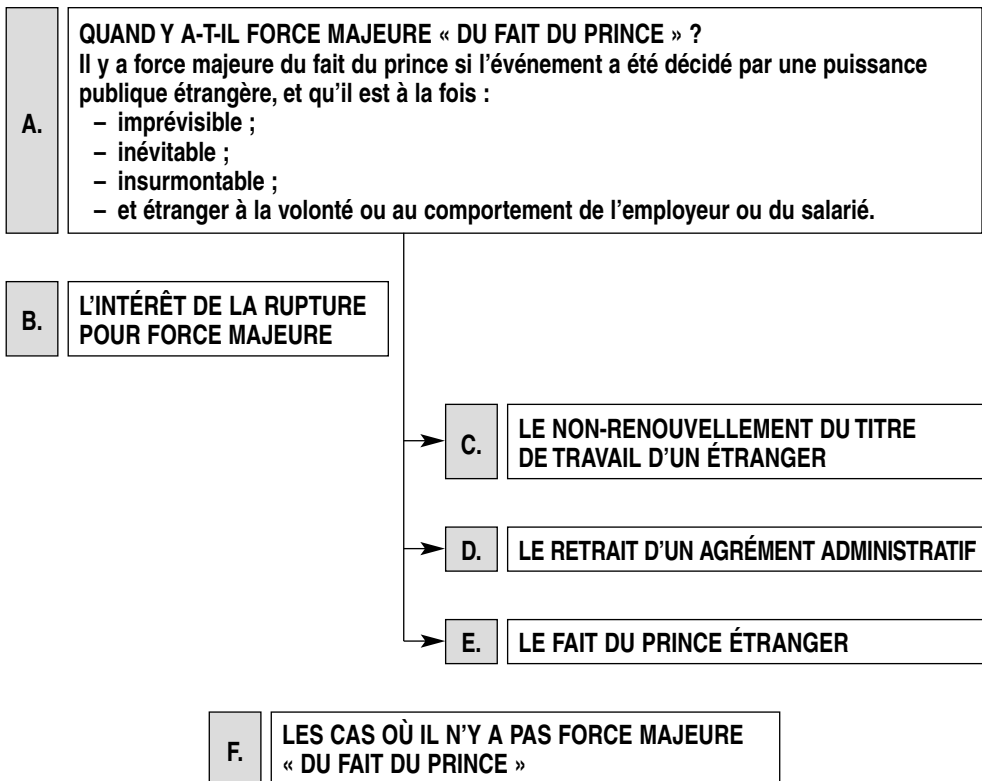 A.
QUAND Y A-T-IL FORCE MAJEURE « DU FAIT DU PRINCE » ?
Il y a force majeure du fait du prince si l'événement a été décidé par une puissance
publique étrangère, et qu'il est à la fois :
– imprévisible ;
– inévitable ;
– insurmontable ;
– et étranger à la volonté ou au comportement de l'employeur ou du salarié.
B.
L'INTÉRÊT DE LA RUPTURE
POUR FORCE MAJEURE
C.
LE NON-RENOUVELLEMENT DU TITRE
DE TRAVAIL D'UN ÉTRANGER
D.
LE RETRAIT D'UN AGRÉMENT ADMINISTRATIF
E.
LE FAIT DU PRINCE ÉTRANGER
F.
LES CAS OÙ IL N'Y A PAS FORCE MAJEURE
« DU FAIT DU PRINCE »